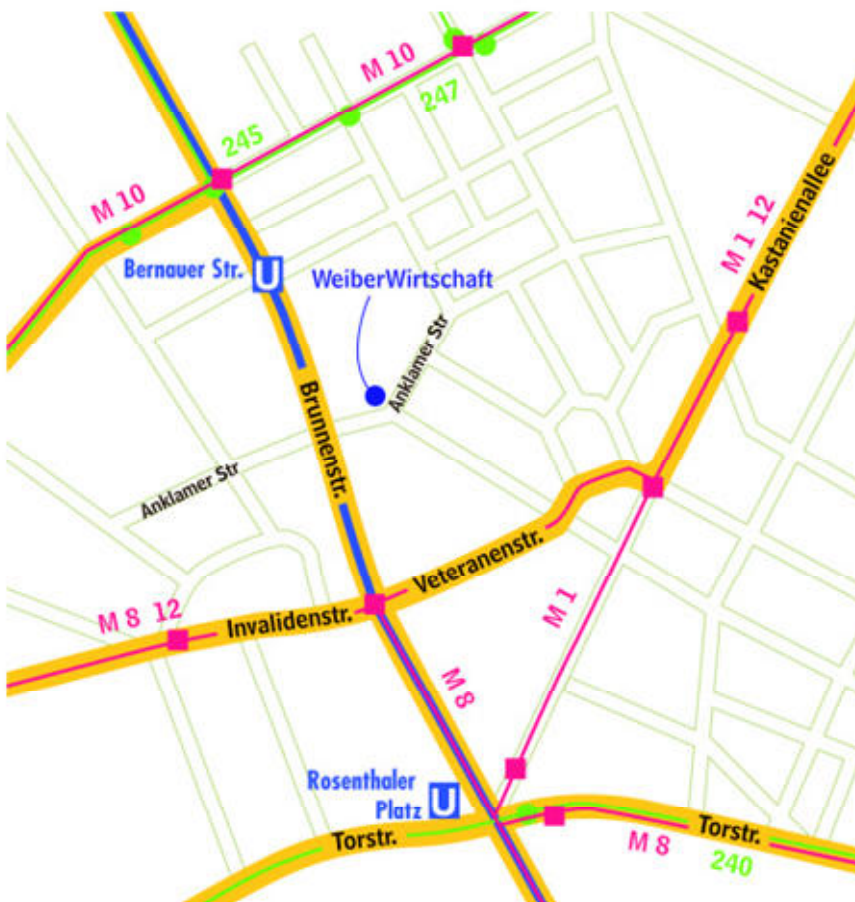 M 10
247
245
M 10
M 1 12
Kastanienallee
Bernauer Str.
U
WeiberWirtschaft
Anklamer Str
Brunnenstr.
Anklamer Str
Veteranenstr.
M 8 12
Invalidenstr.
M 1
M 8
Rosenthaler
Platz
U
Torstr.
Torstr.
M 8
240